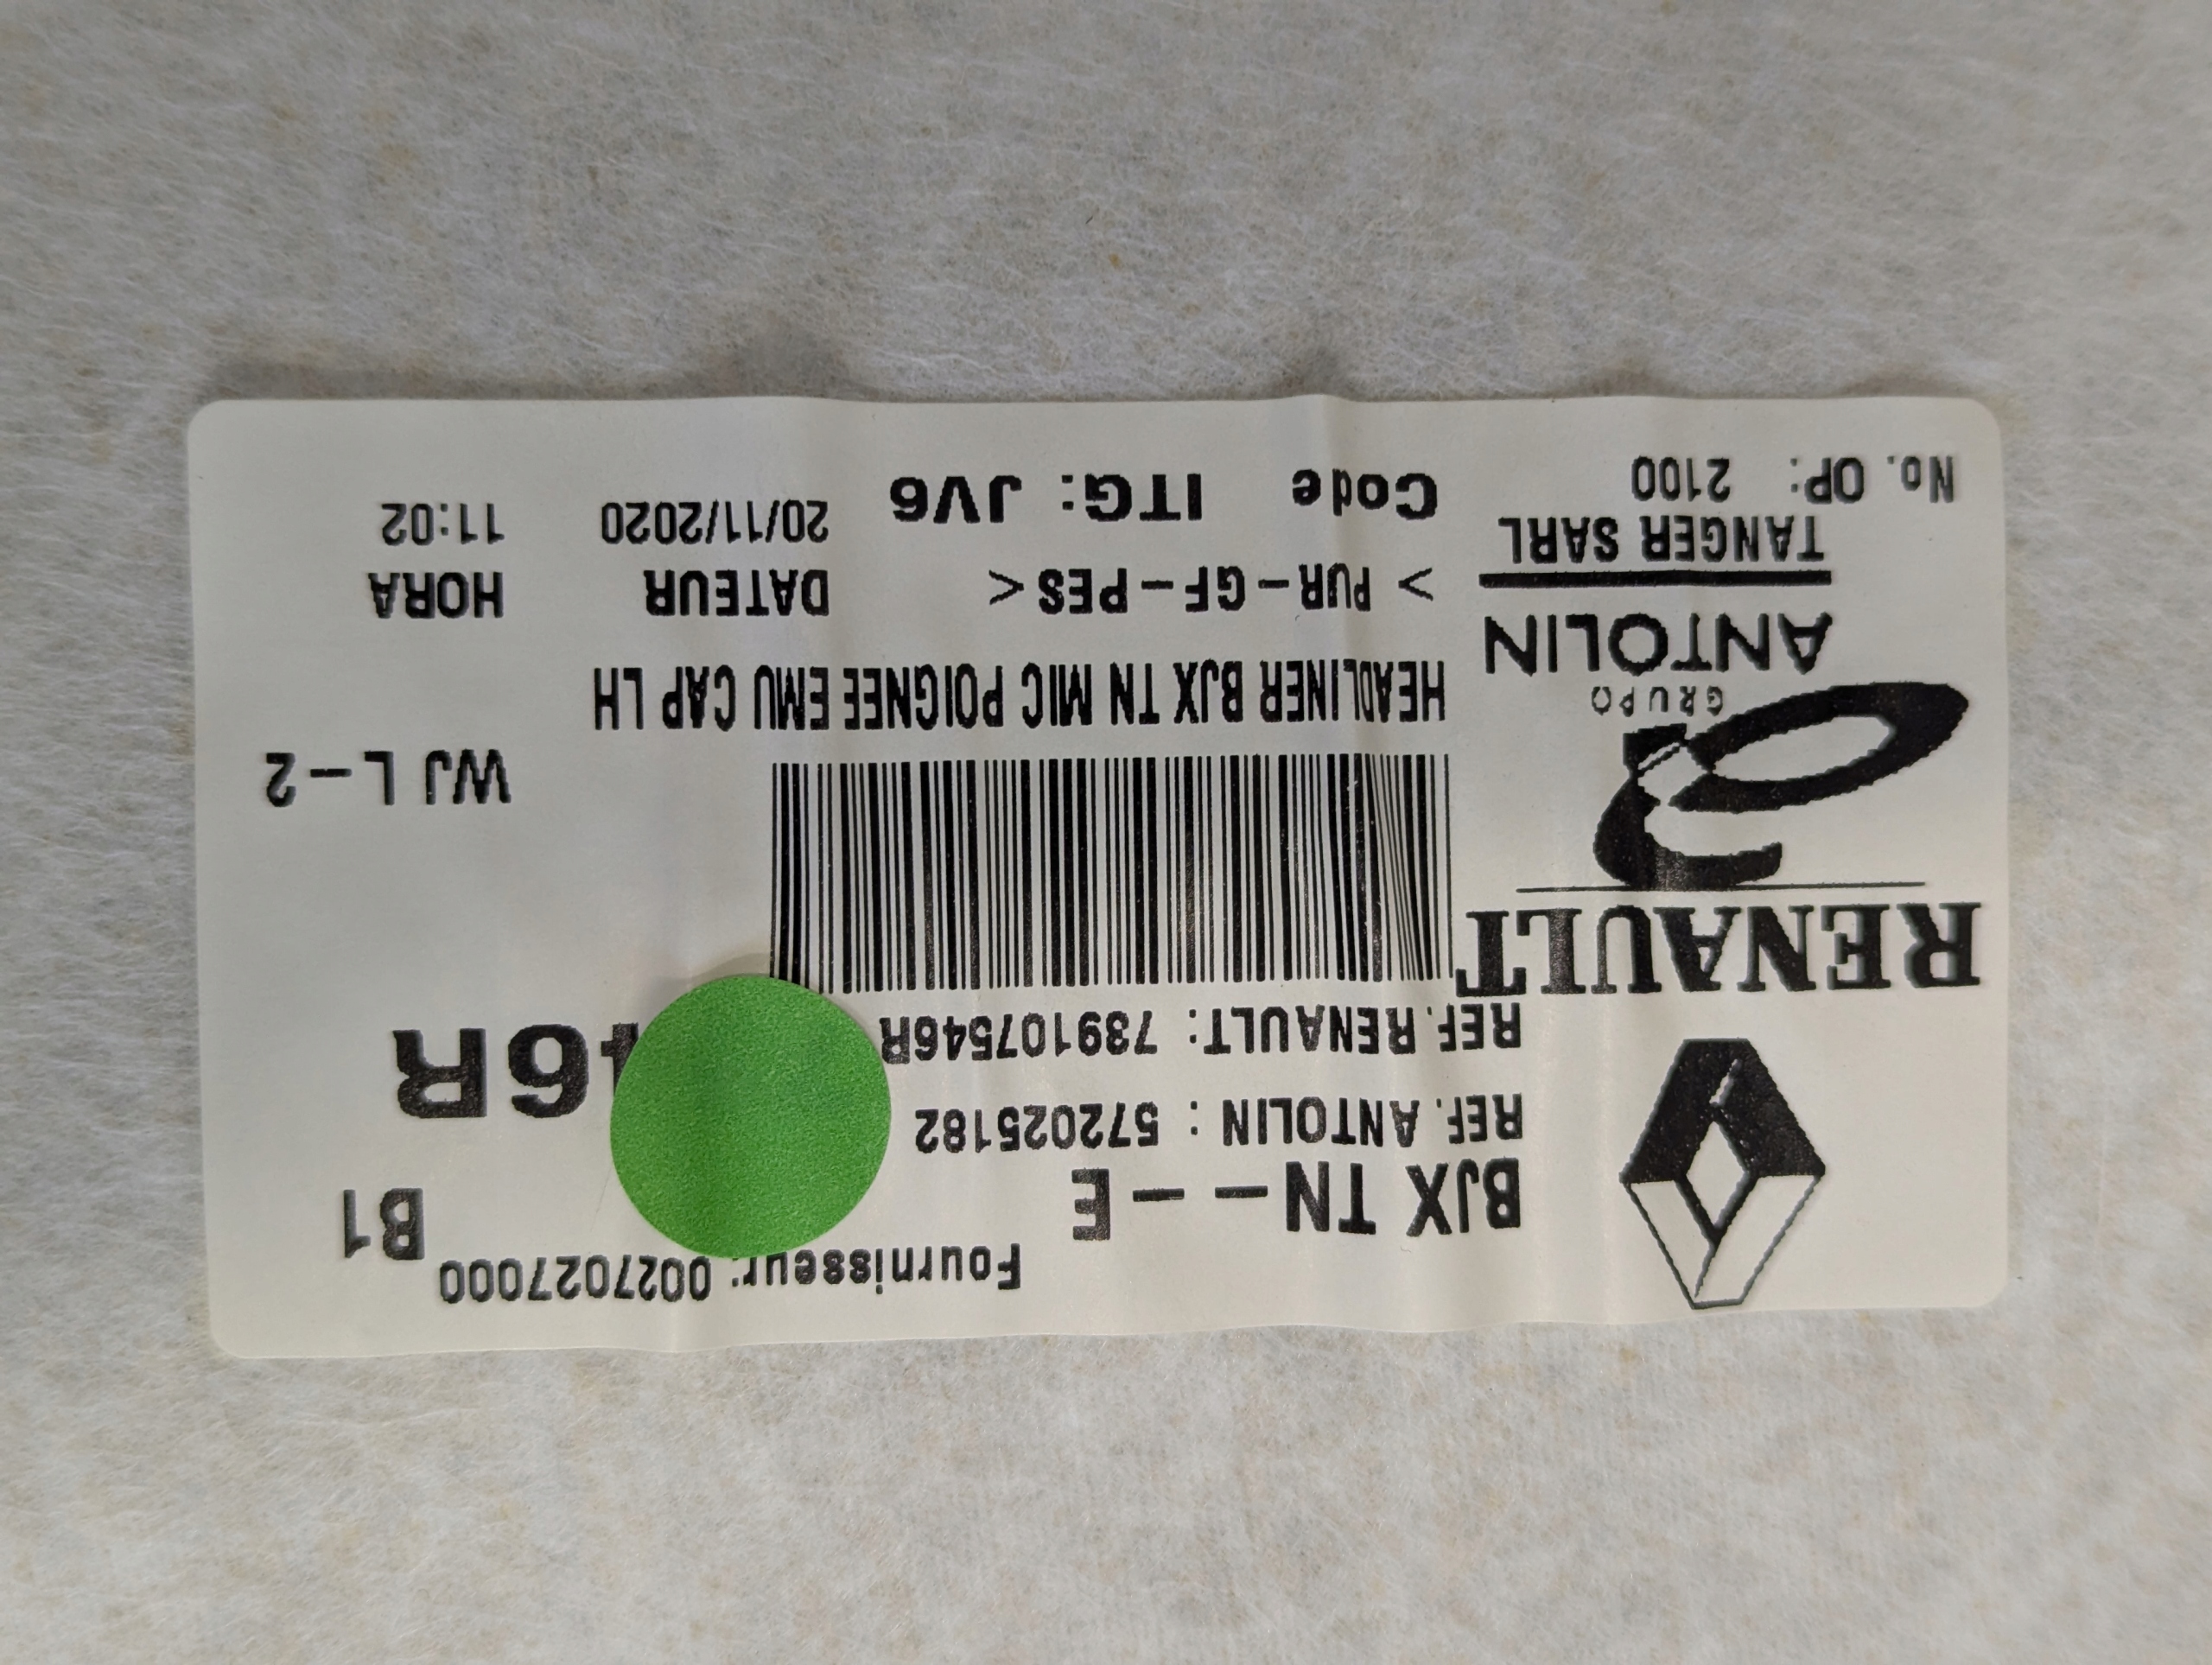 Fournisseur: 0027027000
B1
BJX TN---E
REF. ANTOLIN : 572025182
REF. RENAULT: 739107546R
46R
RENAULT
WJ L-2
HEADLINER BJX TN MIC POIGNEE EMU CAP LH
GRUPO
ANTOLIN
TANGER SARL
> PUR-GF-PES <
DATEUR
HORA
No. OP: 2100
Code ITG: JV6
20/11/2020
11:02